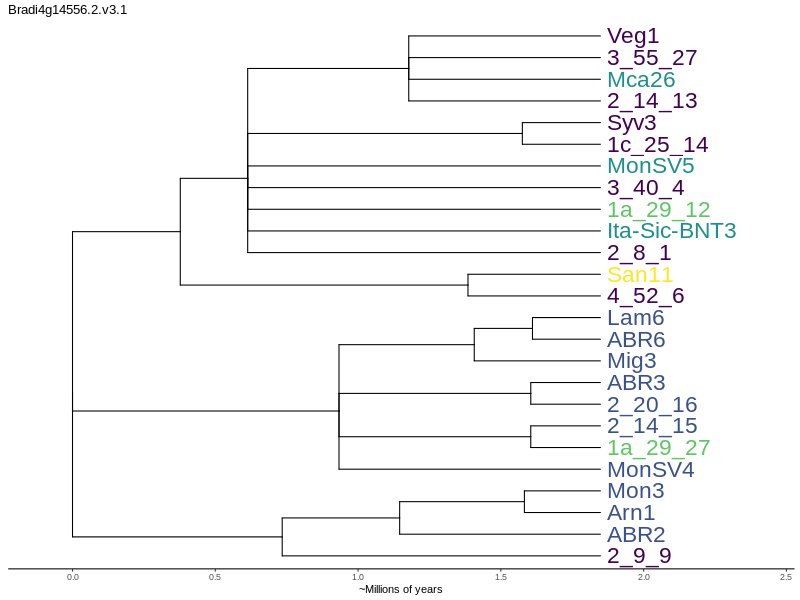 Bradi4g14556.2.v3.1
Veg1
3_55_27
Mca26
2_14_13
Syv3
1c_25_14
MonSV5
3_40_4
1a_29_12
Ita-Sic-BNT3
2_8_1
San11
4_52_6
Lam6
ABR6
Mig3
ABR3
2_20_16
2_14_15
1a_29_27
MonSV4
Mon3
Arn1
ABR2
2_9_9
0.0 0.5 1.0 1.5 2.0 2.5
~Millions of years